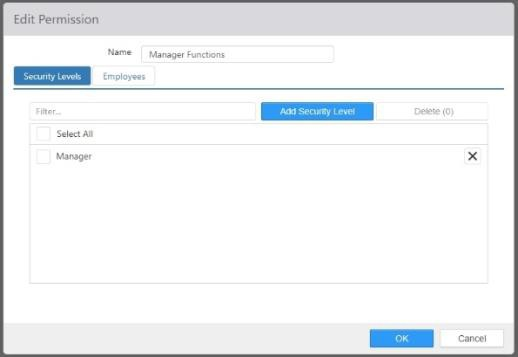 Edit Permission
Name Manager Functions
Security Levels Employees
Filter... Add Security Level Delete (0)
Select All
Manager
OK Cancel